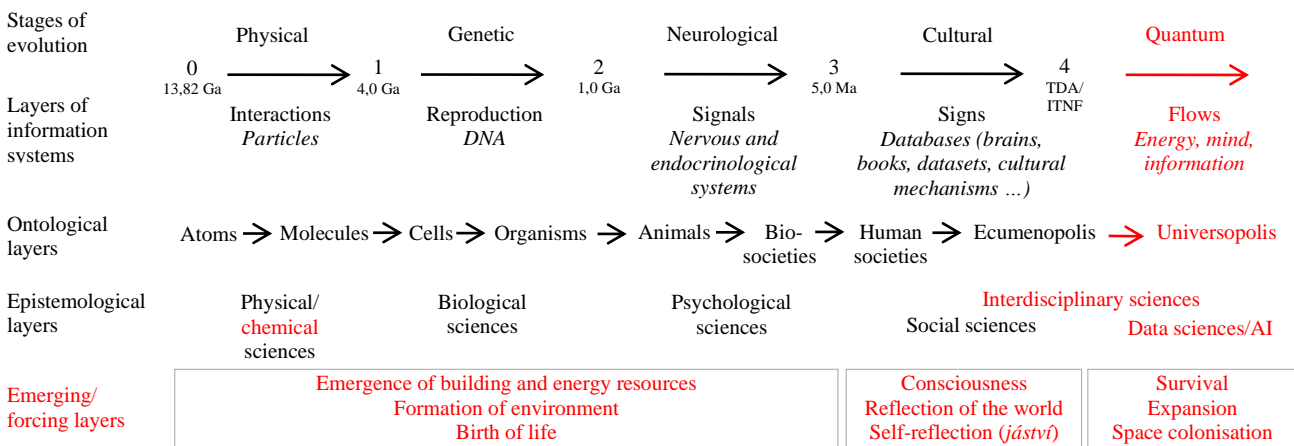 Stages of
evolution
Physical
Genetic
Neurological
Cultural
Quantum
0
13,82 Ga
1
4,0 Ga
2
1,0 Ga
3
5,0 Ma
4
TDA/
ITNF
Layers of
information
systems
Interactions
Particles
Reproduction
DNA
Signals
Nervous and
endocrinological
systems
Signs
Databases (brains,
books, datasets, cultural
mechanisms …)
Flows
Energy, mind,
information
Ontological
layers
Atoms
Molecules
Cells
Organisms
Animals
Bio-
societies
Human
societies
Ecumenopolis
Universopolis
Epistemological
layers
Physical/
chemical
sciences
Biological
sciences
Psychological
sciences
Social sciences
Interdisciplinary sciences
Data sciences/AI
Emerging/
forcing layers
Emergence of building and energy resources
Formation of environment
Birth of life
Consciousness
Reflection of the world
Self-reflection (jáství)
Survival
Expansion
Space colonisation